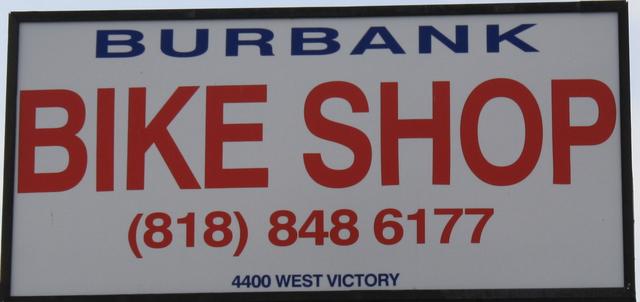 BURBANK
BIKE SHOP
(818) 848 6177
4400 WEST VICTORY